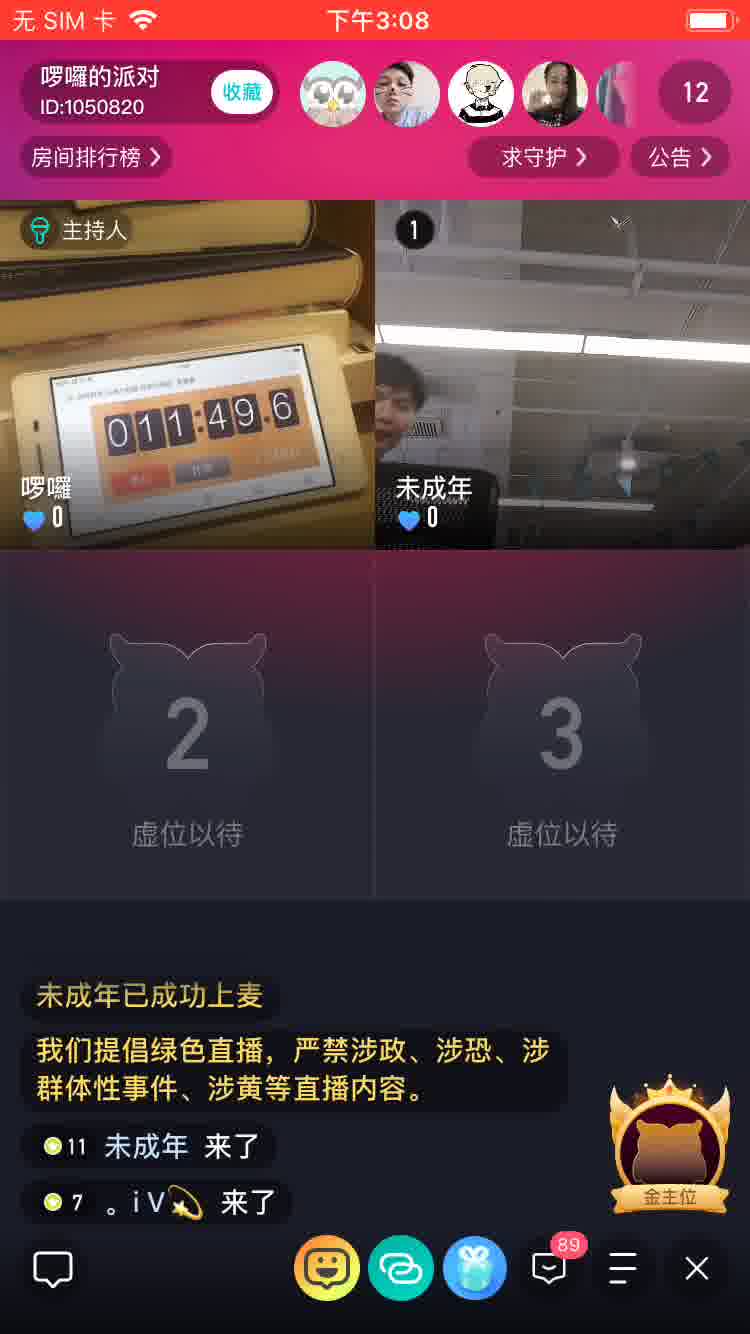 无 SIM 卡
下午3:08
啰囉的派对
ID:1050820
收藏
12
房间排行榜
求守护
公告
主持人
1
011:49.6
啰囉
0
未成年
0
2
虚位以待
3
虚位以待
未成年已成功上麦
我们提倡绿色直播，严禁涉政、涉恐、涉
群体性事件、涉黄等直播内容。
11 未成年 来了
7 。i V💫 来了
金主位
89